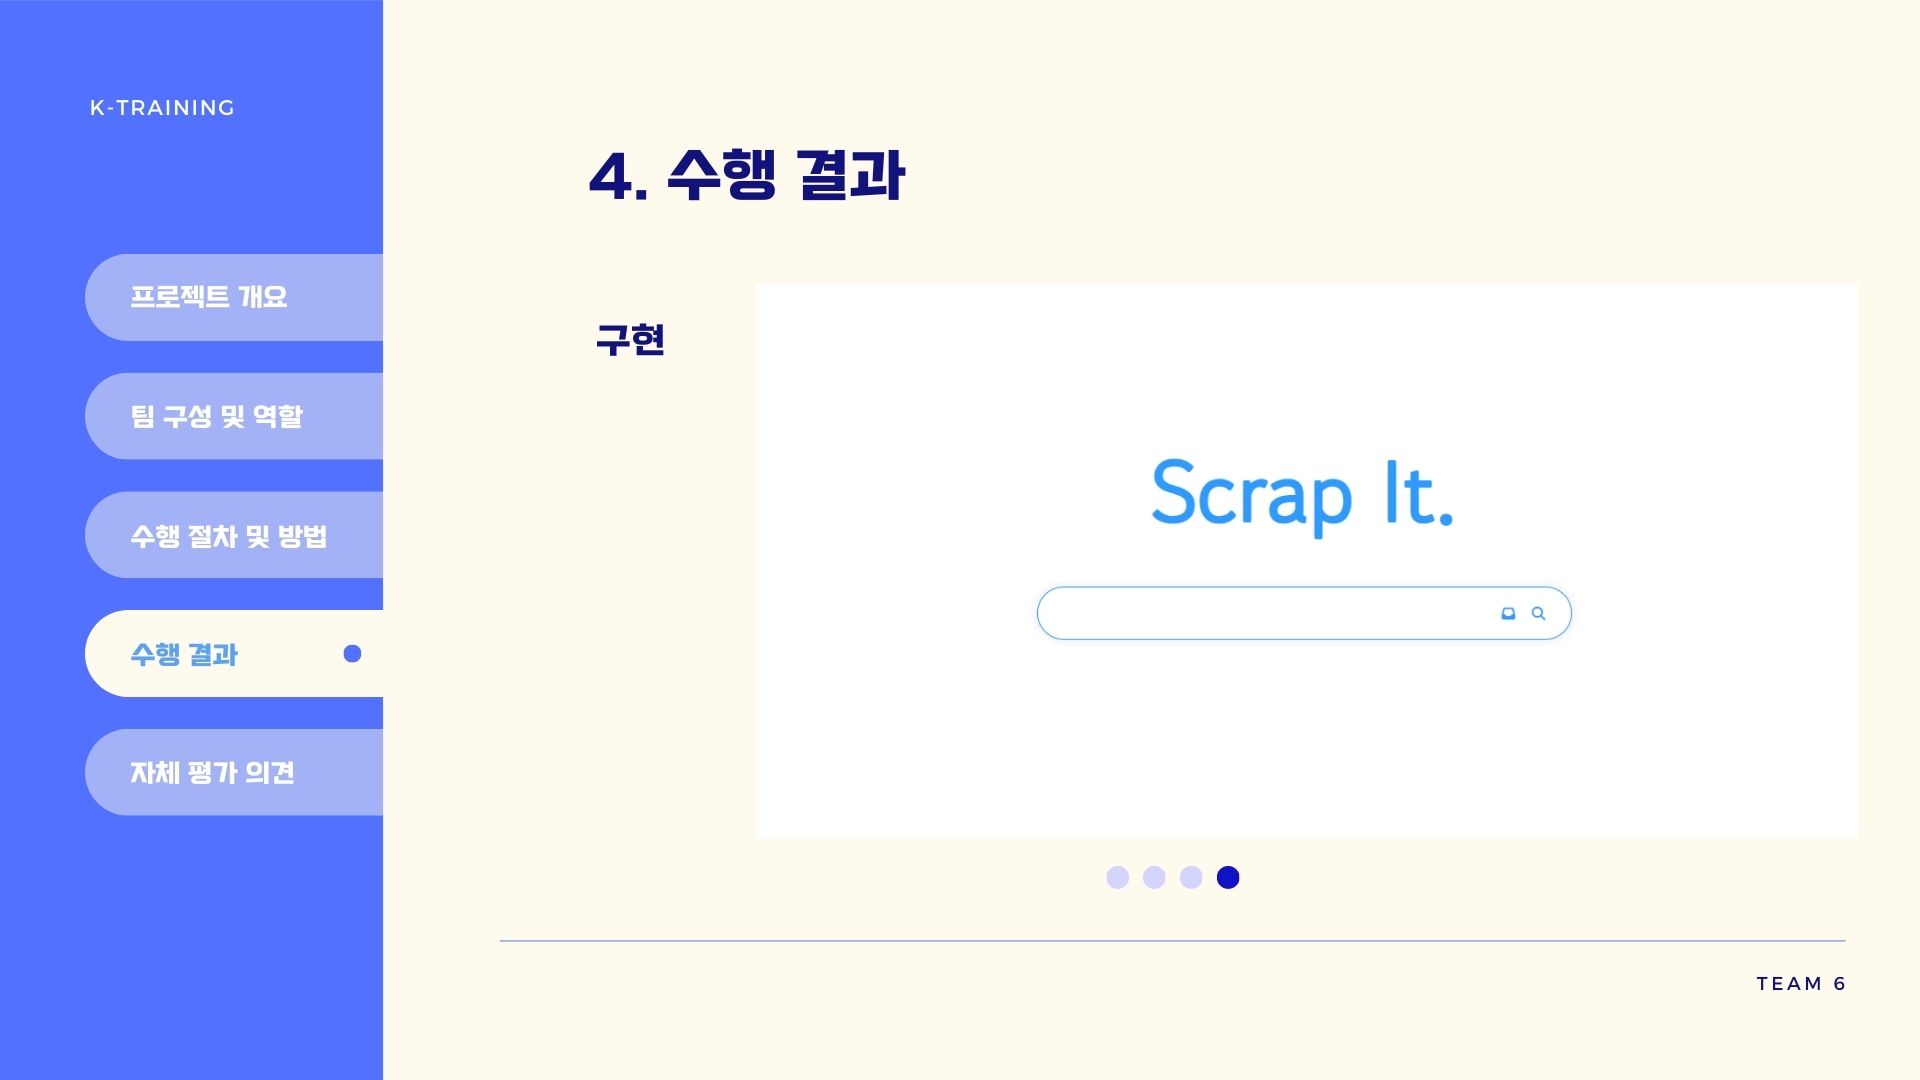 K-TRAINING
프로젝트 개요
팀 구성 및 역할
수행 절차 및 방법
수행 결과
자체 평가 의견
4. 수행 결과
구현
Scrap It.
TEAM 6